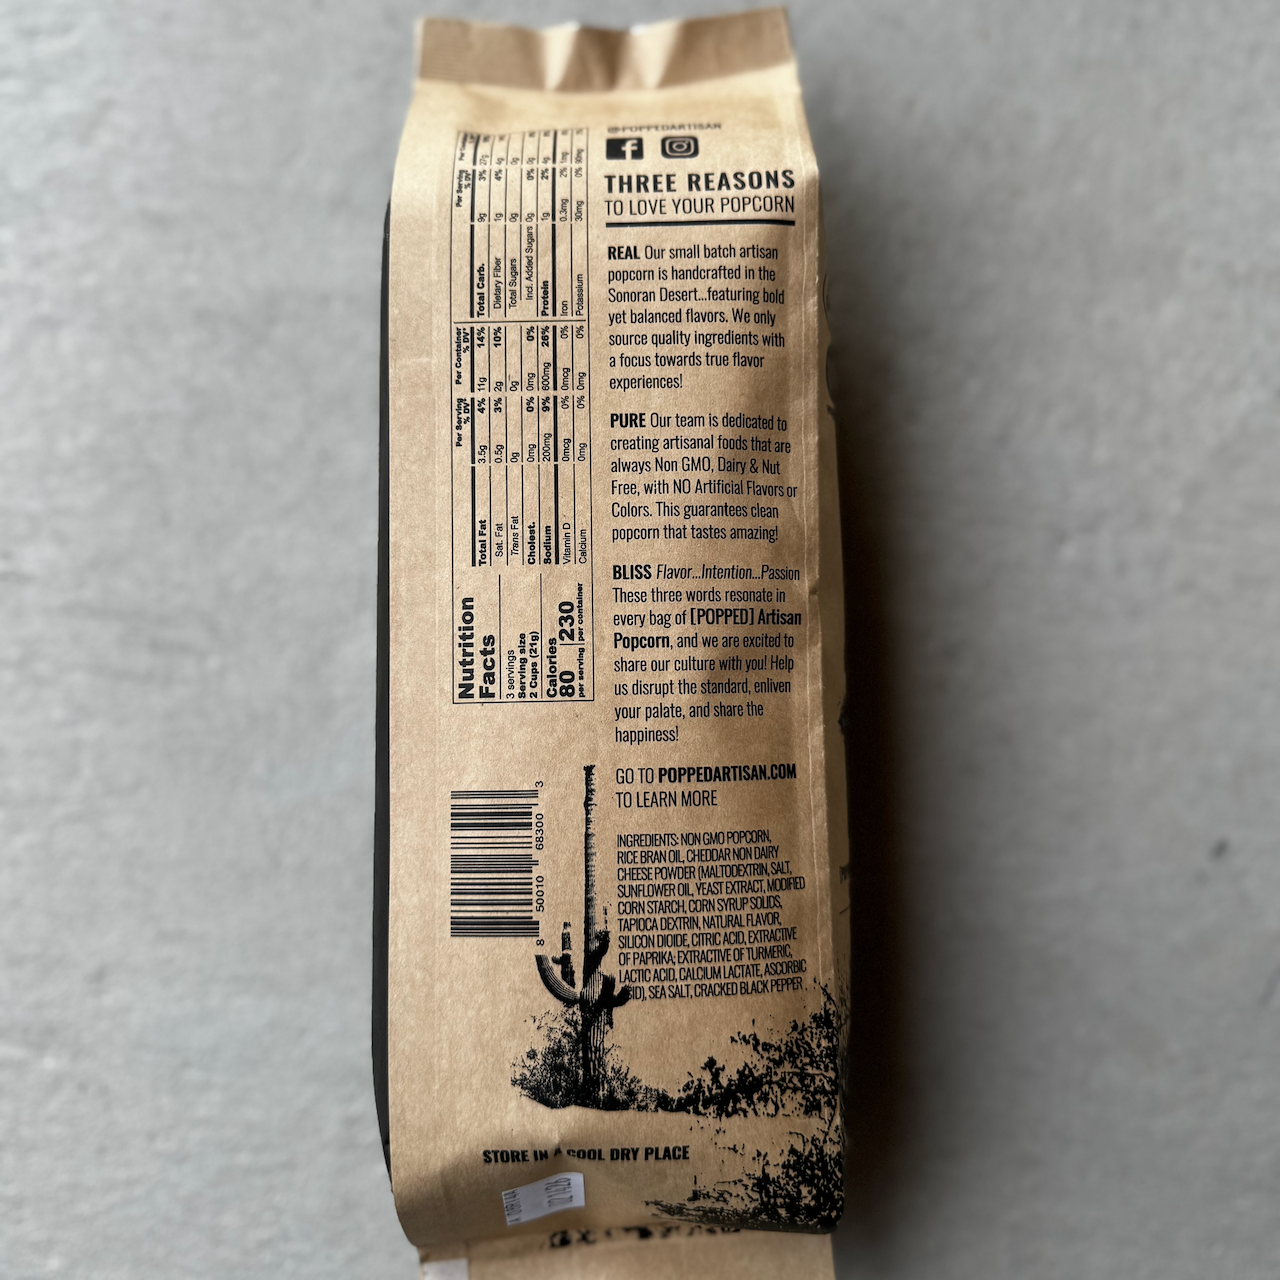 @POPPEDARTISAN
THREE REASONS
TO LOVE YOUR POPCORN
REAL Our small batch artisan
popcorn is handcrafted in the
Sonoran Desert...featuring bold
yet balanced flavors. We only
source quality ingredients with
a focus towards true flavor
experiences!
PURE Our team is dedicated to
creating artisanal foods that are
always Non GMO, Dairy & Nut
Free, with NO Artificial Flavors or
Colors. This guarantees clean
popcorn that tastes amazing!
BLISS Flavor...Intention...Passion
These three words resonate in
every bag of [POPPED] Artisan
Popcorn, and we are excited to
share our culture with you! Help
us disrupt the standard, enliven
your palate, and share the
happiness!
GO TO POPPEDARTISAN.COM
TO LEARN MORE
INGREDIENTS: NON GMO POPCORN,
RICE BRAN OIL, CHEDDAR NON DAIRY
CHEESE POWDER (MALTODEXTRIN, SALT,
SUNFLOWER OIL, YEAST EXTRACT, MODIFIED
CORN STARCH, CORN SYRUP SOLIDS,
TAPIOCA DEXTRIN, NATURAL FLAVOR,
SILICON DIOIDE, CITRIC ACID, EXTRACTIVE
OF PAPRIKA; EXTRACTIVE OF TURMERIC,
LACTIC ACID, CALCIUM LACTATE, ASCORBIC
ID), SEA SALT, CRACKED BLACK PEPPER
Nutrition
Facts
3 servings
Serving size
2 Cups (21g)
Calories
80 230
per serving per container
Per Serving Per Container
% DV* % DV*
Total Fat 3.5g 4% 11g 14%
Sat. Fat 0.5g 3% 2g 10%
Trans Fat 0g 0g
Cholest. 0mg 0% 0mg 0%
Sodium 200mg 9% 600mg 26%
Vitamin D 0mcg 0% 0mcg 0%
Calcium 0mg 0% 0mg 0%
Per Serving
% DV*
Total Carb. 9g 3% 27g
Dietary Fiber 1g 4% 4g
Total Sugars 0g 0g
Incl. Added Sugars 0g 0% 0g
Protein 1g 2% 4g
Iron 0.3mg 2% 1mg
Potassium 30mg 0% 90mg
8 50010 68300 3
STORE IN A COOL DRY PLACE